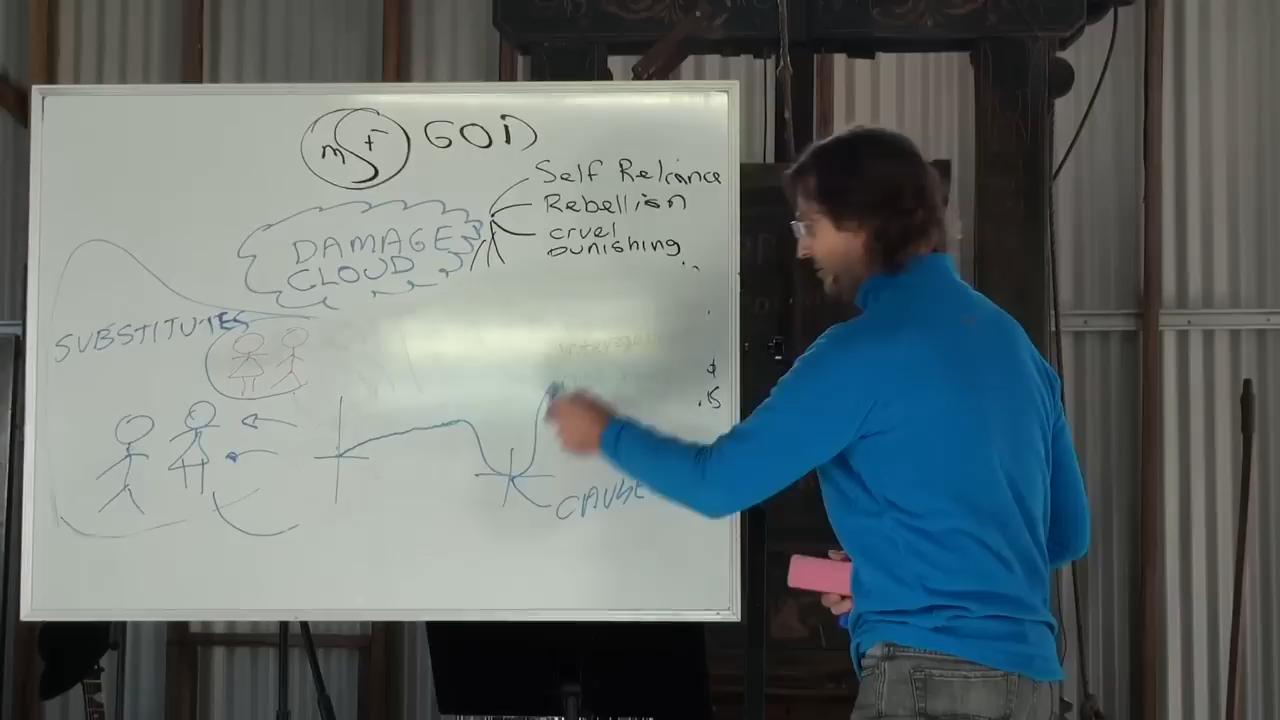 m +
GOD
Self Reliance
Rebellion
cruel
punishing
DAMAGE
CLOUD
SUBSTITUTES
CAUSE